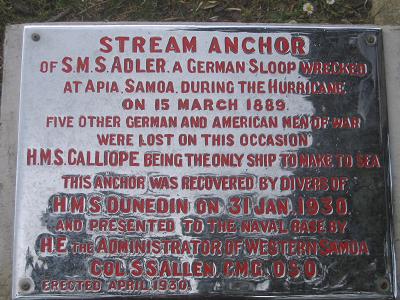 STREAM ANCHOR
OF S.M.S. ADLER. A GERMAN SLOOP WRECKED
AT APIA, SAMOA, DURING THE HURRICANE
ON 15 MARCH 1889.
FIVE OTHER GERMAN AND AMERICAN MEN OF WAR
WERE LOST ON THIS OCCASION
H.M.S. CALLIOPE BEING THE ONLY SHIP TO MAKE TO SEA
THIS ANCHOR WAS RECOVERED BY DIVERS OF
H.M.S. DUNEDIN ON 31 JAN. 1930.
AND PRESENTED TO THE NAVAL BASE BY
H.E. THE ADMINISTRATOR OF WESTERN SAMOA
COL S.S. ALLEN, C.M.G., D.S.O
ERECTED APRIL 1930.